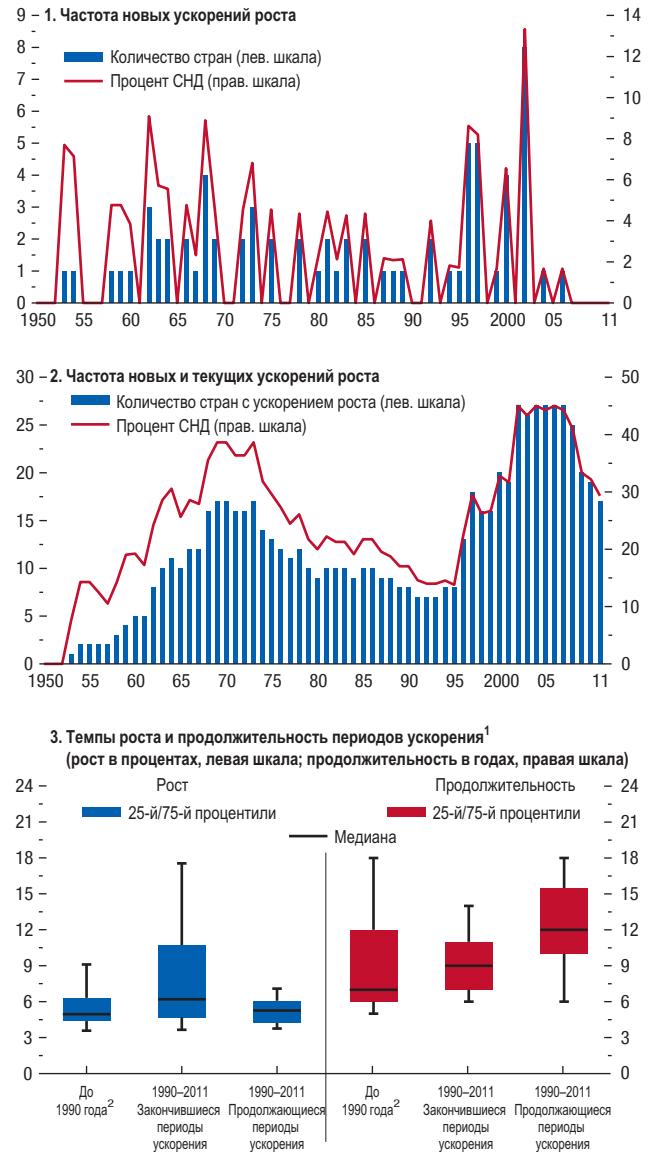 1. Частота новых ускорений роста
Количество стран (лев. шкала)
Процент СНД (прав. шкала)
9
8
7
6
5
4
3
2
1
0
14
12
10
8
6
4
2
0
1950 55 60 65 70 75 80 85 90 95 2000 05 11
2. Частота новых и текущих ускорений роста
Количество стран с ускорением роста (лев. шкала)
Процент СНД (прав. шкала)
30
25
20
15
10
5
0
50
40
30
20
10
0
1950 55 60 65 70 75 80 85 90 95 2000 05 11
3. Темпы роста и продолжительность периодов ускорения¹
(рост в процентах, левая шкала; продолжительность в годах, правая шкала)
Рост
25-й/75-й процентили
Продолжительность
25-й/75-й процентили
Медиана
24
21
18
15
12
9
6
3
0
24
21
18
15
12
9
6
3
0
До
1990 года²
1990–2011
Закончившиеся
периоды
ускорения
1990–2011
Продолжающиеся
периоды
ускорения
До
1990 года²
1990–2011
Закончившиеся
периоды
ускорения
1990–2011
Продолжающиеся
периоды
ускорения